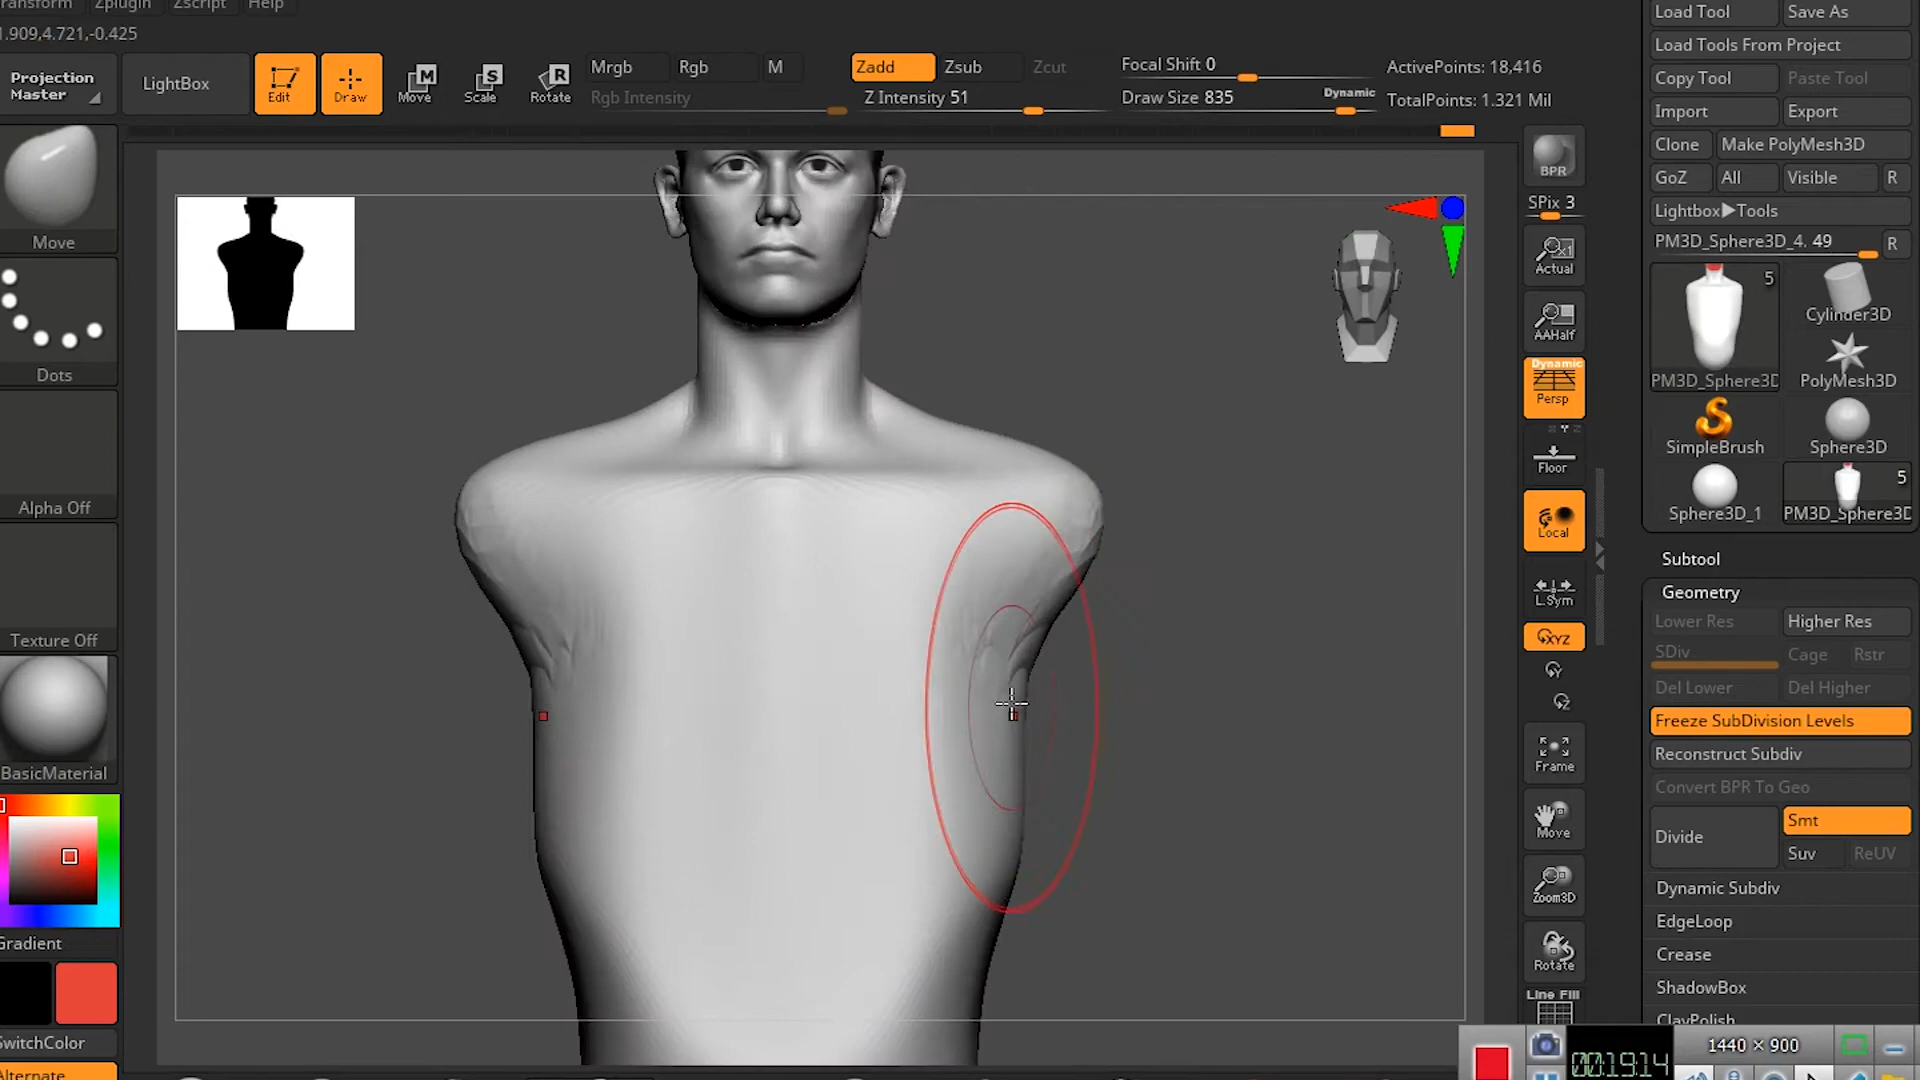 Transform Zplugin Zscript Help
1.909,4.721,-0.425
Projection Master
LightBox
Edit
Draw
Move
Scale
Rotate
Mrgb Rgb M
Rgb Intensity
Zadd Zsub Zcut
Z Intensity 51
Focal Shift 0
Draw Size 835
Dynamic
ActivePoints: 18,416
TotalPoints: 1.321 Mil
Move
Dots
Alpha Off
Texture Off
BasicMaterial
Gradient
SwitchColor
Alternate
BPR
SPix 3
Actual
AAHalf
Dynamic
Persp
Floor
Local
L.Sym
XYZ
Frame
Move
Zoom3D
Rotate
Line Fill
Load Tool Save As
Load Tools From Project
Copy Tool Paste Tool
Import Export
Clone Make PolyMesh3D
GoZ All Visible R
Lightbox▶Tools
PM3D_Sphere3D_4. 49 R
5
PM3D_Sphere3D
Cylinder3D
PolyMesh3D
SimpleBrush
Sphere3D
Sphere3D_1
5
PM3D_Sphere3D
Subtool
Geometry
Lower Res Higher Res
SDiv Cage Rstr
Del Lower Del Higher
Freeze SubDivision Levels
Reconstruct Subdiv
Convert BPR To Geo
Divide
Smt
Suv ReUV
Dynamic Subdiv
EdgeLoop
Crease
ShadowBox
ClayPolish
00:19:14
1440 × 900